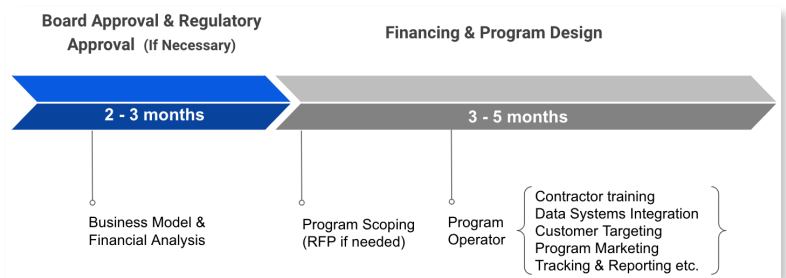 Board Approval & Regulatory
Approval (If Necessary)
Financing & Program Design
2 - 3 months
3 - 5 months
Business Model &
Financial Analysis
Program Scoping
(RFP if needed)
Program
Operator
Contractor training
Data Systems Integration
Customer Targeting
Program Marketing
Tracking & Reporting etc.